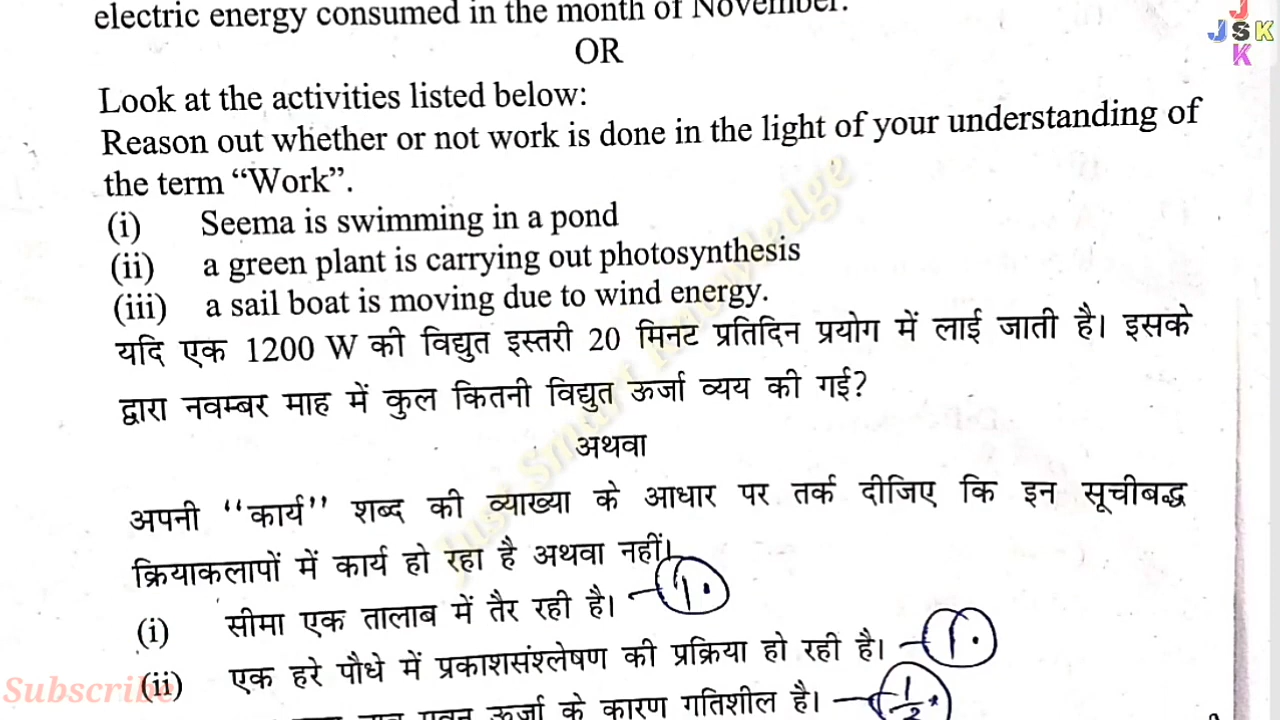 electric energy consumed in the month of November.
OR
Look at the activities listed below:
Reason out whether or not work is done in the light of your understanding of
the term “Work”.
(i) Seema is swimming in a pond
(ii) a green plant is carrying out photosynthesis
(iii) a sail boat is moving due to wind energy.
यदि एक 1200 W की विद्युत इस्तरी 20 मिनट प्रतिदिन प्रयोग में लाई जाती है। इसके
द्वारा नवम्बर माह में कुल कितनी विद्युत ऊर्जा व्यय की गई?
अथवा
अपनी ‘‘कार्य’’ शब्द की व्याख्या के आधार पर तर्क दीजिए कि इन सूचीबद्ध
क्रियाकलापों में कार्य हो रहा है अथवा नहीं।
(i) सीमा एक तालाब में तैर रही है।
(ii) एक हरे पौधे में प्रकाशसंश्लेषण की प्रक्रिया हो रही है।
ऊर्जा के कारण गतिशील है। 1/2
J
JSK
K
Just Smart Knowledge
Subscribe